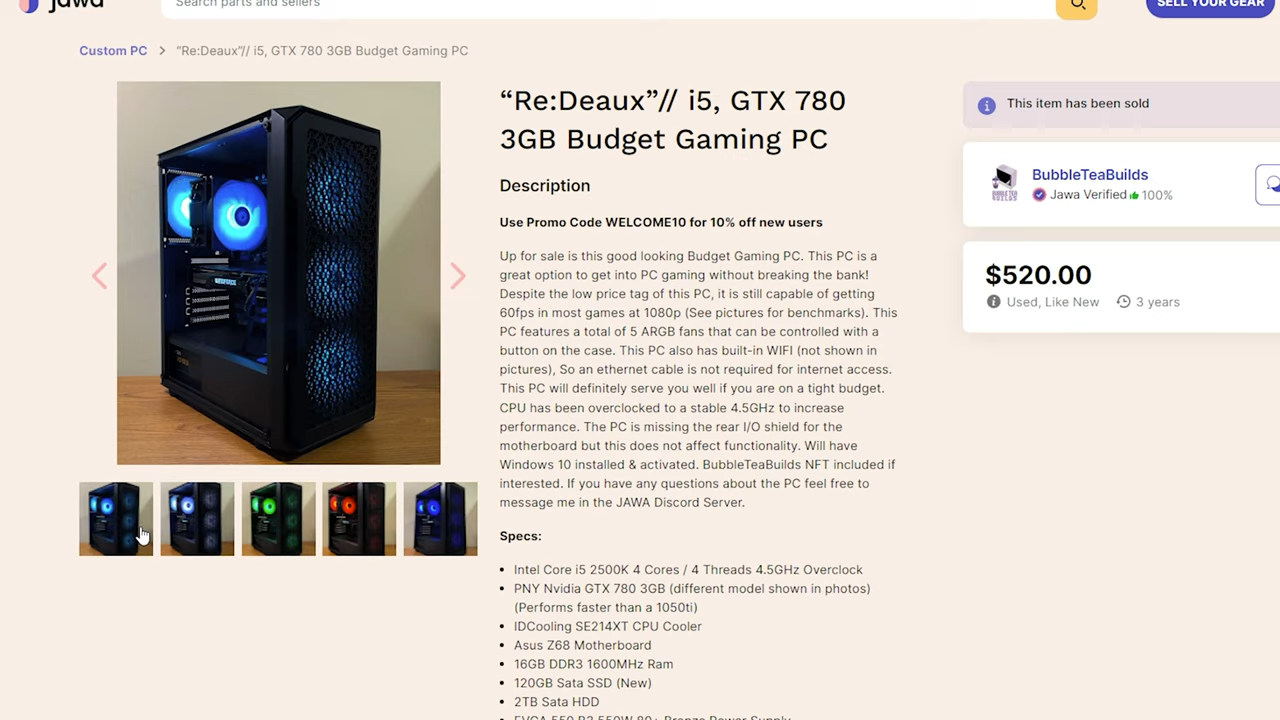 jawa
Search parts and sellers
SELL YOUR GEAR
Custom PC > "Re:Deaux"// i5, GTX 780 3GB Budget Gaming PC
“Re:Deaux”// i5, GTX 780
3GB Budget Gaming PC
Description
Use Promo Code WELCOME10 for 10% off new users
Up for sale is this good looking Budget Gaming PC. This PC is a
great option to get into PC gaming without breaking the bank!
Despite the low price tag of this PC, it is still capable of getting
60fps in most games at 1080p (See pictures for benchmarks). This
PC features a total of 5 ARGB fans that can be controlled with a
button on the case. This PC also has built-in WIFI (not shown in
pictures), So an ethernet cable is not required for internet access.
This PC will definitely serve you well if you are on a tight budget.
CPU has been overclocked to a stable 4.5GHz to increase
performance. The PC is missing the rear I/O shield for the
motherboard but this does not affect functionality. Will have
Windows 10 installed & activated. BubbleTeaBuilds NFT included if
interested. If you have any questions about the PC feel free to
message me in the JAWA Discord Server.
Specs:
• Intel Core i5 2500K 4 Cores / 4 Threads 4.5GHz Overclock
• PNY Nvidia GTX 780 3GB (different model shown in photos)
(Performs faster than a 1050ti)
• IDCooling SE214XT CPU Cooler
• Asus Z68 Motherboard
• 16GB DDR3 1600MHz Ram
• 120GB Sata SSD (New)
• 2TB Sata HDD
• EVGA 550 B3 550W 80+ Bronze Power Supply
This item has been sold
BubbleTeaBuilds
Jawa Verified 100%
$520.00
Used, Like New 3 years